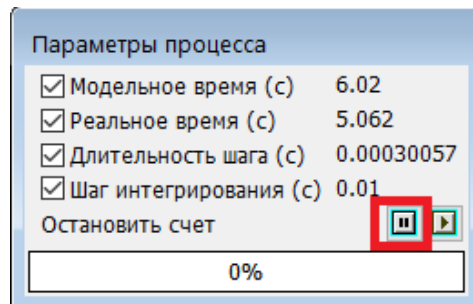 Параметры процесса
Модельное время (с) 6.02
Реальное время (с) 5.062
Длительность шага (с) 0.00030057
Шаг интегрирования (с) 0.01
Остановить счет
0%